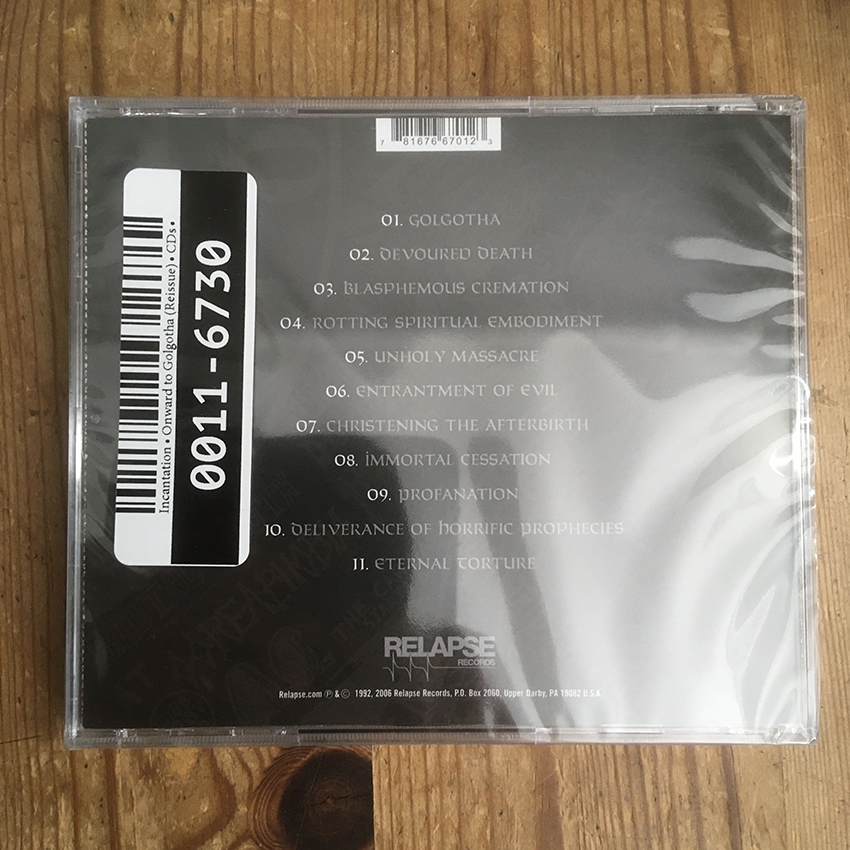 7 81676 67012 3
Incantation • Onward to Golgotha (Reissue) • CDs •
0011-6730
01. GOLGOTHA
02. DEVOURED DEATH
03. BLASPHEMOUS CREMATION
04. ROTTING SPIRITUAL EMBODIMENT
05. UNHOLY MASSACRE
06. ENTRANTMENT OF EVIL
07. CHRISTENING THE AFTERBIRTH
08. IMMORTAL CESSATION
09. PROFANATION
10. DELIVERANCE OF HORRIFIC PROPHECIES
11. ETERNAL TORTURE
RELAPSE
RECORDS
Relapse.com ℗ & © 1992, 2006 Relapse Records, P.O. Box 2060, Upper Darby, PA 19082 U.S.A.